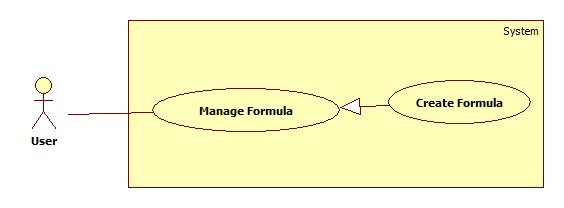 System
Create Formula
Manage Formula
User